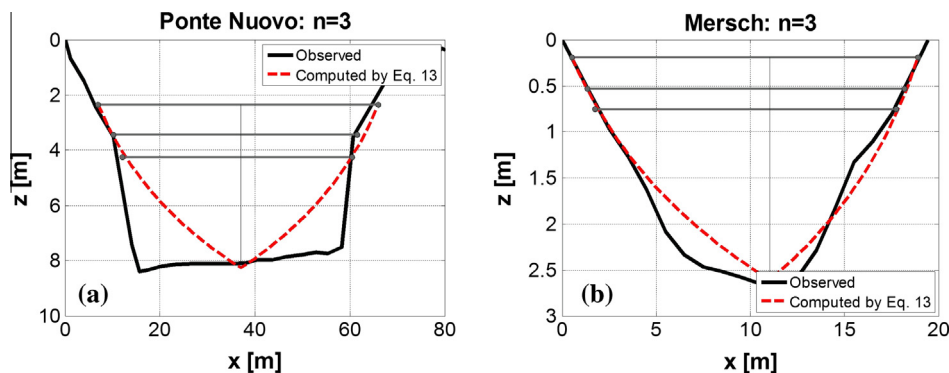 Ponte Nuovo: n=3
Observed
Computed by Eq. 13
0
2
4
6
8
10
z [m]
(a)
0 20 40 60 80
x [m]
Mersch: n=3
0
0.5
1
1.5
2
2.5
3
z [m]
(b)
Observed
Computed by Eq. 13
0 5 10 15 20
x [m]